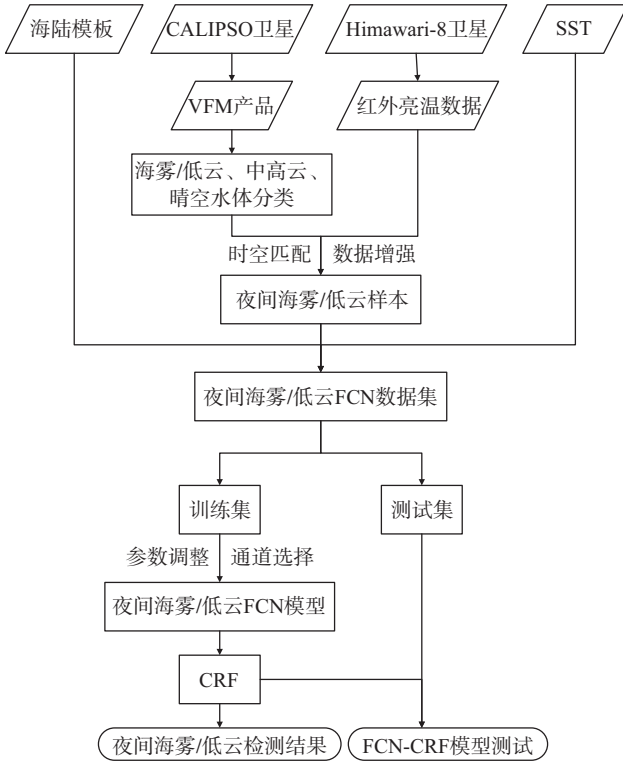 海陆模板
CALIPSO卫星
Himawari-8卫星
SST
VFM产品
红外亮温数据
海雾/低云、中高云、
晴空水体分类
时空匹配
数据增强
夜间海雾/低云样本
夜间海雾/低云FCN数据集
训练集
测试集
参数调整
通道选择
夜间海雾/低云FCN模型
CRF
夜间海雾/低云检测结果
FCN-CRF模型测试